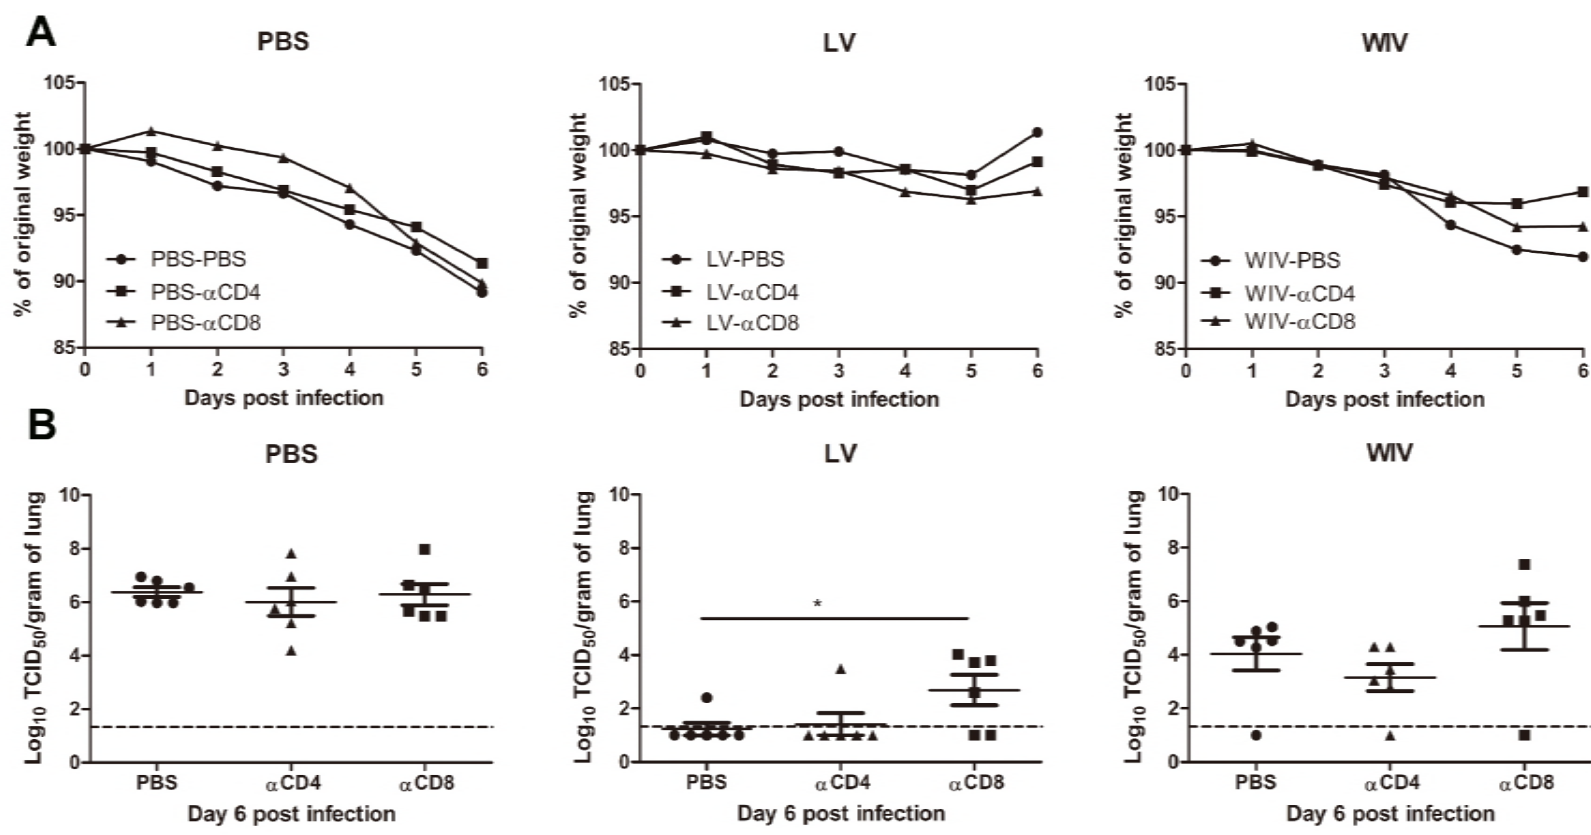 A
PBS
LV
WIV
% of original weight
105
100
95
90
85
PBS-PBS
PBS-αCD4
PBS-αCD8
0 1 2 3 4 5 6
Days post infection
% of original weight
105
100
95
90
85
LV-PBS
LV-αCD4
LV-αCD8
0 1 2 3 4 5 6
Days post infection
% of original weight
105
100
95
90
85
WIV-PBS
WIV-αCD4
WIV-αCD8
0 1 2 3 4 5 6
Days post infection
B
PBS
LV
WIV
Log10 TCID50/gram of lung
10
8
6
4
2
0
PBS αCD4 αCD8
Day 6 post infection
Log10 TCID50/gram of lung
10
8
6
4
2
0
*
PBS αCD4 αCD8
Day 6 post infection
Log10 TCID50/gram of lung
10
8
6
4
2
0
PBS αCD4 αCD8
Day 6 post infection